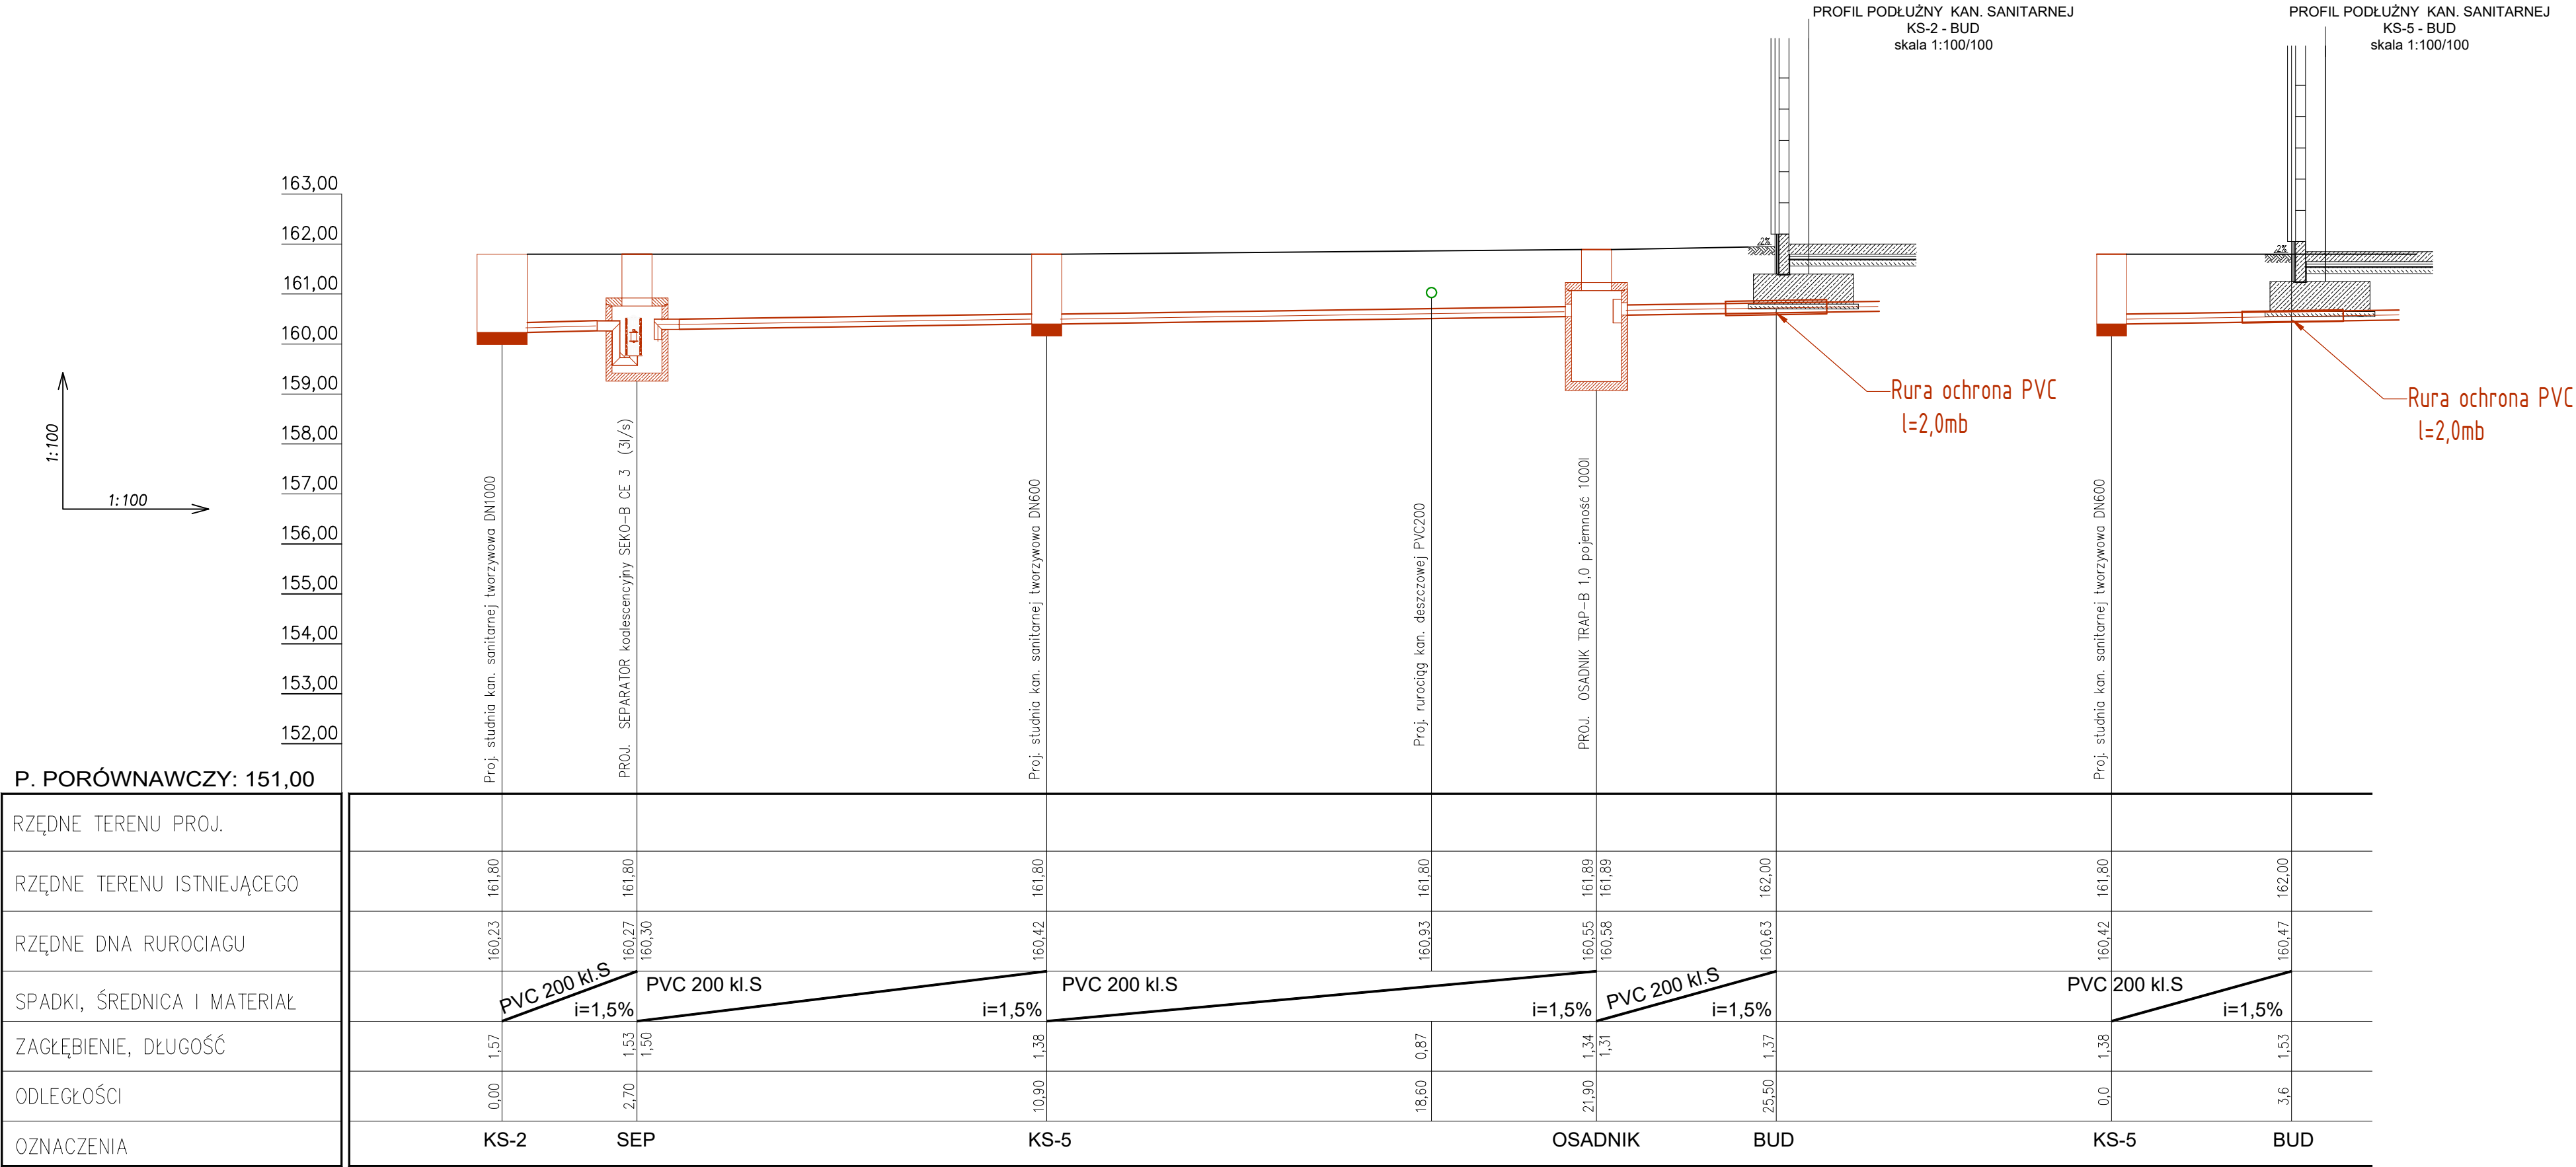 PROFIL PODŁUŻNY KAN. SANITARNEJ
KS-2 - BUD
skala 1:100/100
PROFIL PODŁUŻNY KAN. SANITARNEJ
KS-5 - BUD
skala 1:100/100
163,00
162,00
161,00
160,00
159,00
158,00
157,00
156,00
155,00
154,00
153,00
152,00
1:100
1:100
2%
2%
Rura ochrona PVC
l=2,0mb
Rura ochrona PVC
l=2,0mb
Proj. studnia kan. sanitarnej tworzywowa DN1000
PROJ. SEPARATOR koalescencyjny SEKO-B CE 3 (3l/s)
Proj. studnia kan. sanitarnej tworzywowa DN600
Proj. rurociąg kan. deszczowej PVC200
PROJ. OSADNIK TRAP-B 1,0 pojemność 1000l
Proj. studnia kan. sanitarnej tworzywowa DN600
P. PORÓWNAWCZY: 151,00
RZĘDNE TERENU PROJ.
RZĘDNE TERENU ISTNIEJĄCEGO
161,80
161,80
161,80
161,80
161,89
161,89
162,00
161,80
162,00
RZĘDNE DNA RUROCIAGU
160,23
160,27
160,30
160,42
160,93
160,55
160,58
160,63
160,42
160,47
SPADKI, ŚREDNICA I MATERIAŁ
PVC 200 kl.S
i=1,5%
PVC 200 kl.S
i=1,5%
PVC 200 kl.S
i=1,5%
PVC 200 kl.S
i=1,5%
PVC 200 kl.S
i=1,5%
ZAGŁĘBIENIE, DŁUGOŚĆ
1,57
1,53
1,50
1,38
0,87
1,34
1,31
1,37
1,38
1,53
ODLEGŁOŚCI
0,00
2,70
10,90
18,60
21,90
25,50
0,0
3,6
OZNACZENIA
KS-2
SEP
KS-5
OSADNIK
BUD
KS-5
BUD